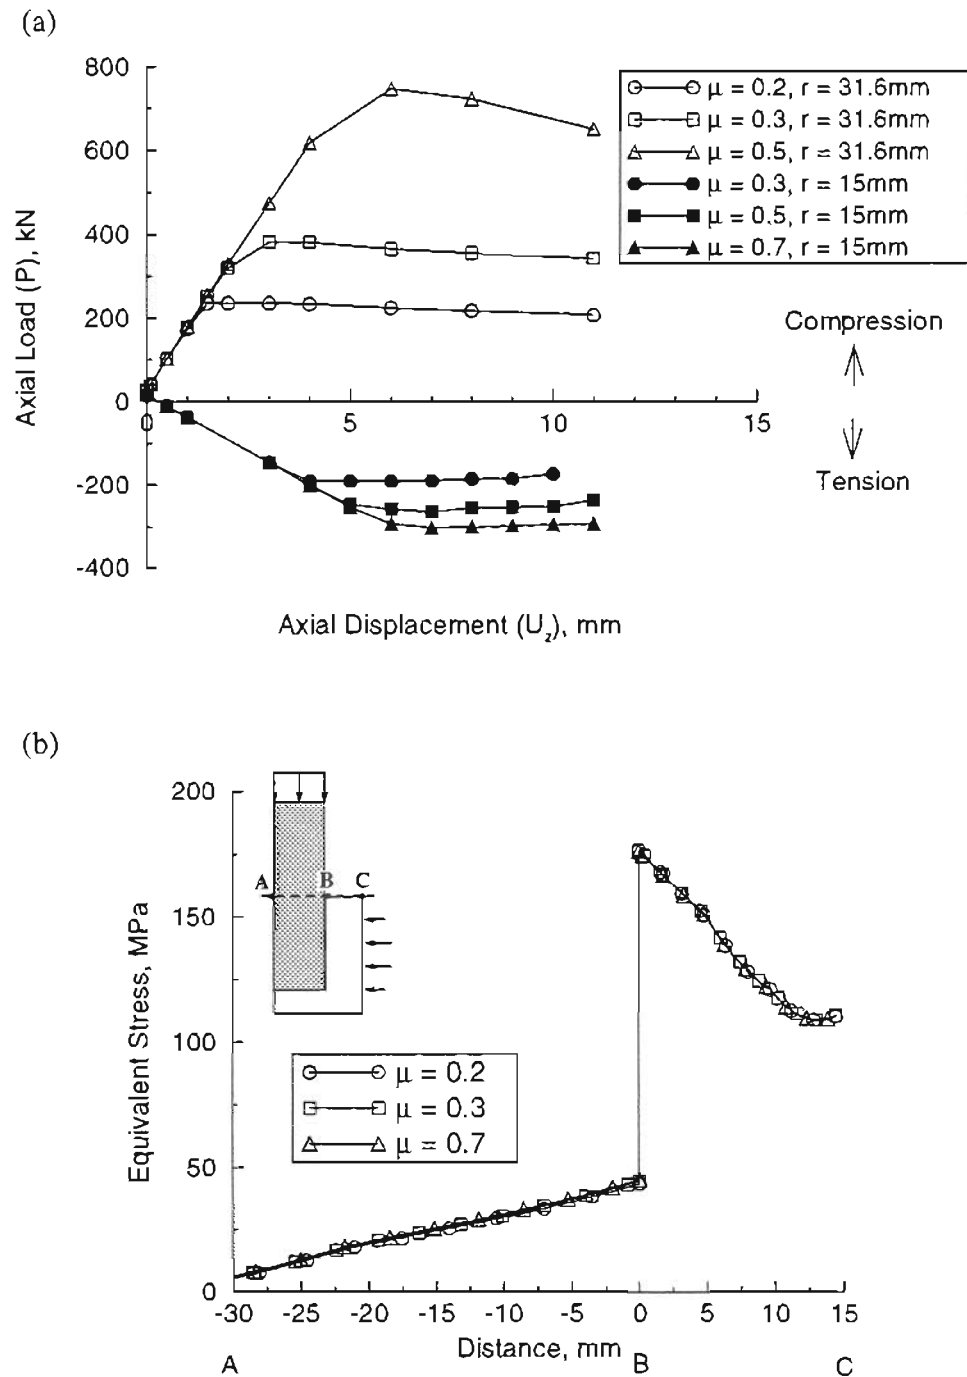 (a)
800
600
400
200
0
-200
-400
0
5
10
15
Axial Load (P), kN
Axial Displacement (U_z), mm
μ = 0.2, r = 31.6mm
μ = 0.3, r = 31.6mm
μ = 0.5, r = 31.6mm
μ = 0.3, r = 15mm
μ = 0.5, r = 15mm
μ = 0.7, r = 15mm
Compression
Tension
(b)
200
150
100
50
0
Equivalent Stress, MPa
A
B
C
μ = 0.2
μ = 0.3
μ = 0.7
-30 -25 -20 -15 -10 -5 0 5 10 15
Distance, mm
A B C